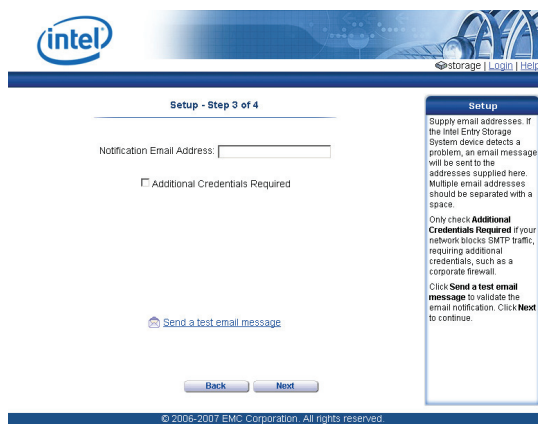 intel
storage | Login | Help
Setup - Step 3 of 4
Notification Email Address:
Additional Credentials Required
Send a test email message
Back Next
Setup
Supply email addresses. If
the Intel Entry Storage
System device detects a
problem, an email message
will be sent to the
addresses supplied here.
Multiple email addresses
should be separated with a
space.
Only check Additional
Credentials Required if your
network blocks SMTP traffic,
requiring additional
credentials, such as a
corporate firewall.
Click Send a test email
message to validate the
email notification. Click Next
to continue.
© 2006-2007 EMC Corporation. All rights reserved.